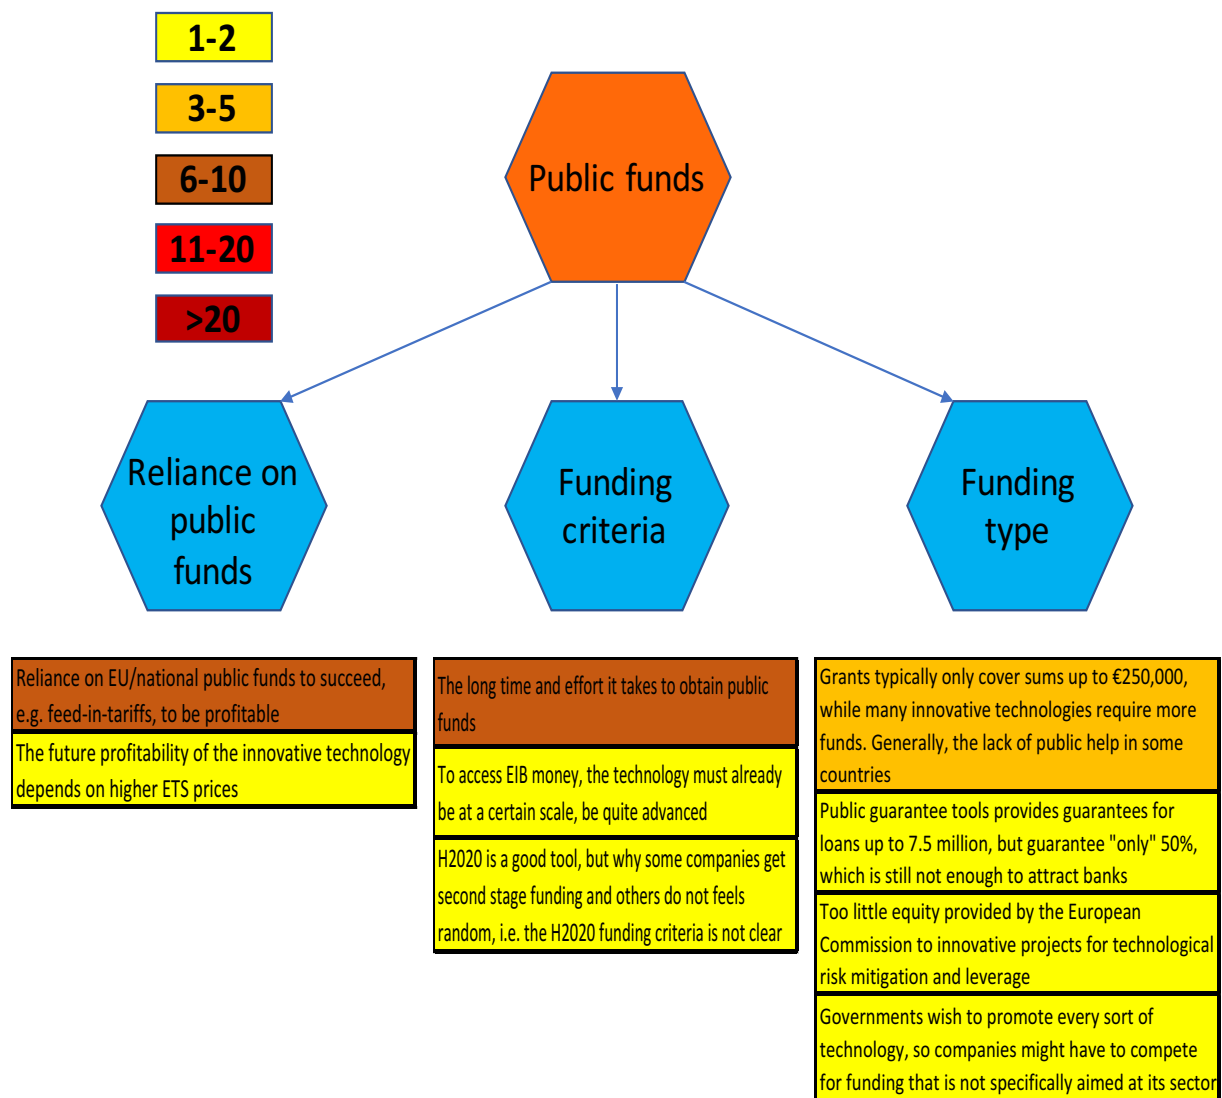 1-2
3-5
6-10
11-20
>20
Public funds
Reliance on
public
funds
Funding
criteria
Funding
type
Reliance on EU/national public funds to succeed,
e.g. feed-in-tariffs, to be profitable
The future profitability of the innovative technology
depends on higher ETS prices
The long time and effort it takes to obtain public
funds
To access EIB money, the technology must already
be at a certain scale, be quite advanced
H2020 is a good tool, but why some companies get
second stage funding and others do not feels
random, i.e. the H2020 funding criteria is not clear
Grants typically only cover sums up to €250,000,
while many innovative technologies require more
funds. Generally, the lack of public help in some
countries
Public guarantee tools provides guarantees for
loans up to 7.5 million, but guarantee "only" 50%,
which is still not enough to attract banks
Too little equity provided by the European
Commission to innovative projects for technological
risk mitigation and leverage
Governments wish to promote every sort of
technology, so companies might have to compete
for funding that is not specifically aimed at its sector